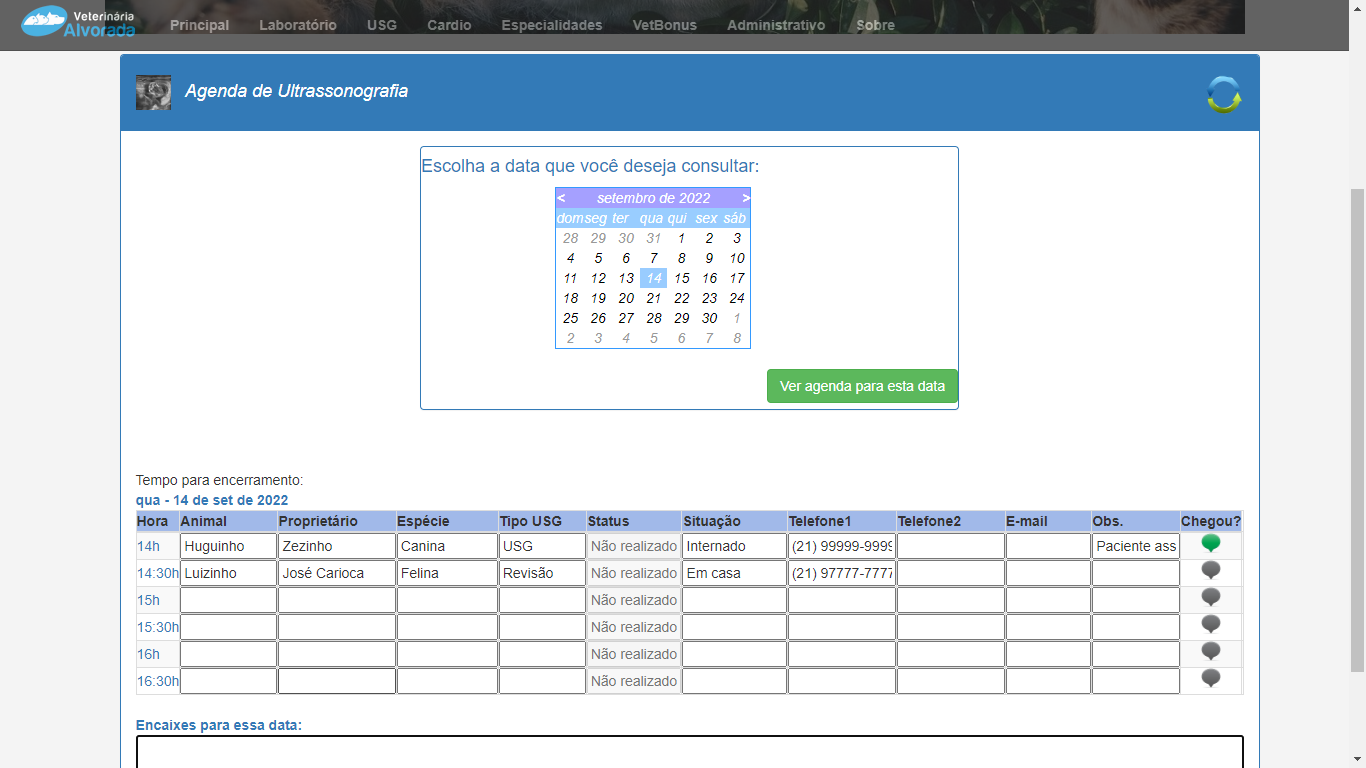 Veterinária
Alvorada
Principal Laboratório USG Cardio Especialidades VetBonus Administrativo Sobre
Agenda de Ultrassonografia
Escolha a data que você deseja consultar:
< setembro de 2022 >
dom seg ter qua qui sex sáb
28 29 30 31 1 2 3
4 5 6 7 8 9 10
11 12 13 14 15 16 17
18 19 20 21 22 23 24
25 26 27 28 29 30 1
2 3 4 5 6 7 8
Ver agenda para esta data
Tempo para encerramento:
qua - 14 de set de 2022
Hora Animal Proprietário Espécie Tipo USG Status Situação Telefone1 Telefone2 E-mail Obs. Chegou?
14h Huguinho Zezinho Canina USG Não realizado Internado (21) 99999-9999 Paciente ass
14:30h Luizinho José Carioca Felina Revisão Não realizado Em casa (21) 97777-7777
15h Não realizado
15:30h Não realizado
16h Não realizado
16:30h Não realizado
Encaixes para essa data: